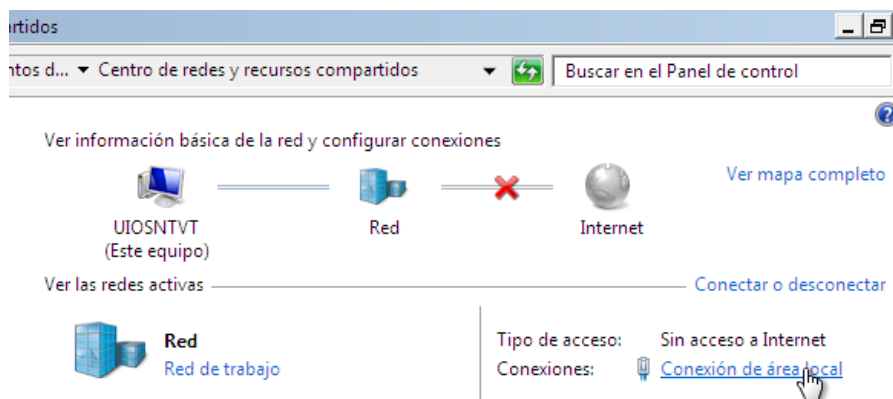 rtidos
ntos d... Centro de redes y recursos compartidos Buscar en el Panel de control
Ver información básica de la red y configurar conexiones
Ver mapa completo
UIOSNTVT Red Internet
(Este equipo)
Ver las redes activas Conectar o desconectar
Red Tipo de acceso: Sin acceso a Internet
Red de trabajo Conexiones: Conexión de área local